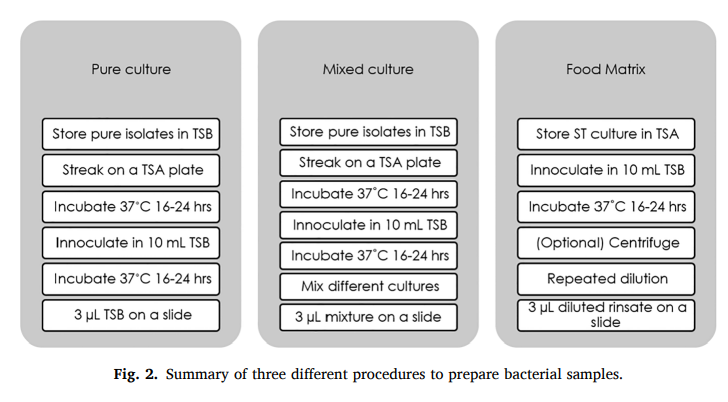 Pure culture
Store pure isolates in TSB
Streak on a TSA plate
Incubate 37°C 16-24 hrs
Innoculate in 10 mL TSB
Incubate 37°C 16-24 hrs
3 µL TSB on a slide
Mixed culture
Store pure isolates in TSB
Streak on a TSA plate
Incubate 37°C 16-24 hrs
Innoculate in 10 mL TSB
Incubate 37°C 16-24 hrs
Mix different cultures
3 µL mixture on a slide
Food Matrix
Store ST culture in TSA
Innoculate in 10 mL TSB
Incubate 37°C 16-24 hrs
(Optional) Centrifuge
Repeated dilution
3 µL diluted rinsate on a
slide
Fig. 2. Summary of three different procedures to prepare bacterial samples.